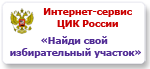 Интернет-сервис
ЦИК России
«Найди свой
избирательный участок»